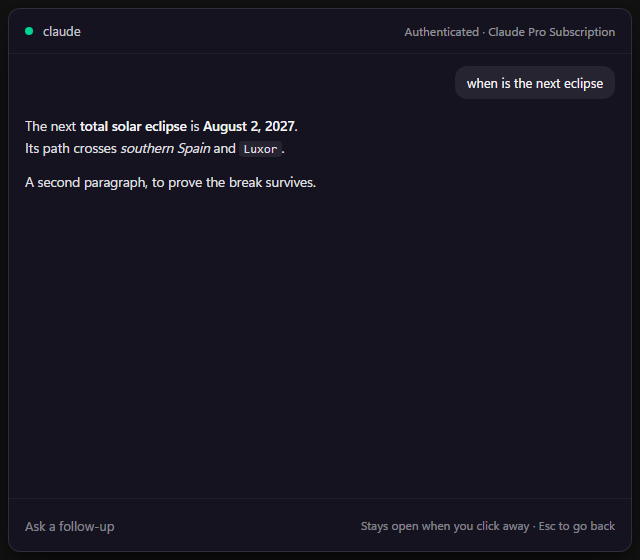 claude
Authenticated · Claude Pro Subscription
when is the next eclipse
The next total solar eclipse is August 2, 2027.
Its path crosses southern Spain and Luxor.
A second paragraph, to prove the break survives.
Ask a follow-up
Stays open when you click away · Esc to go back